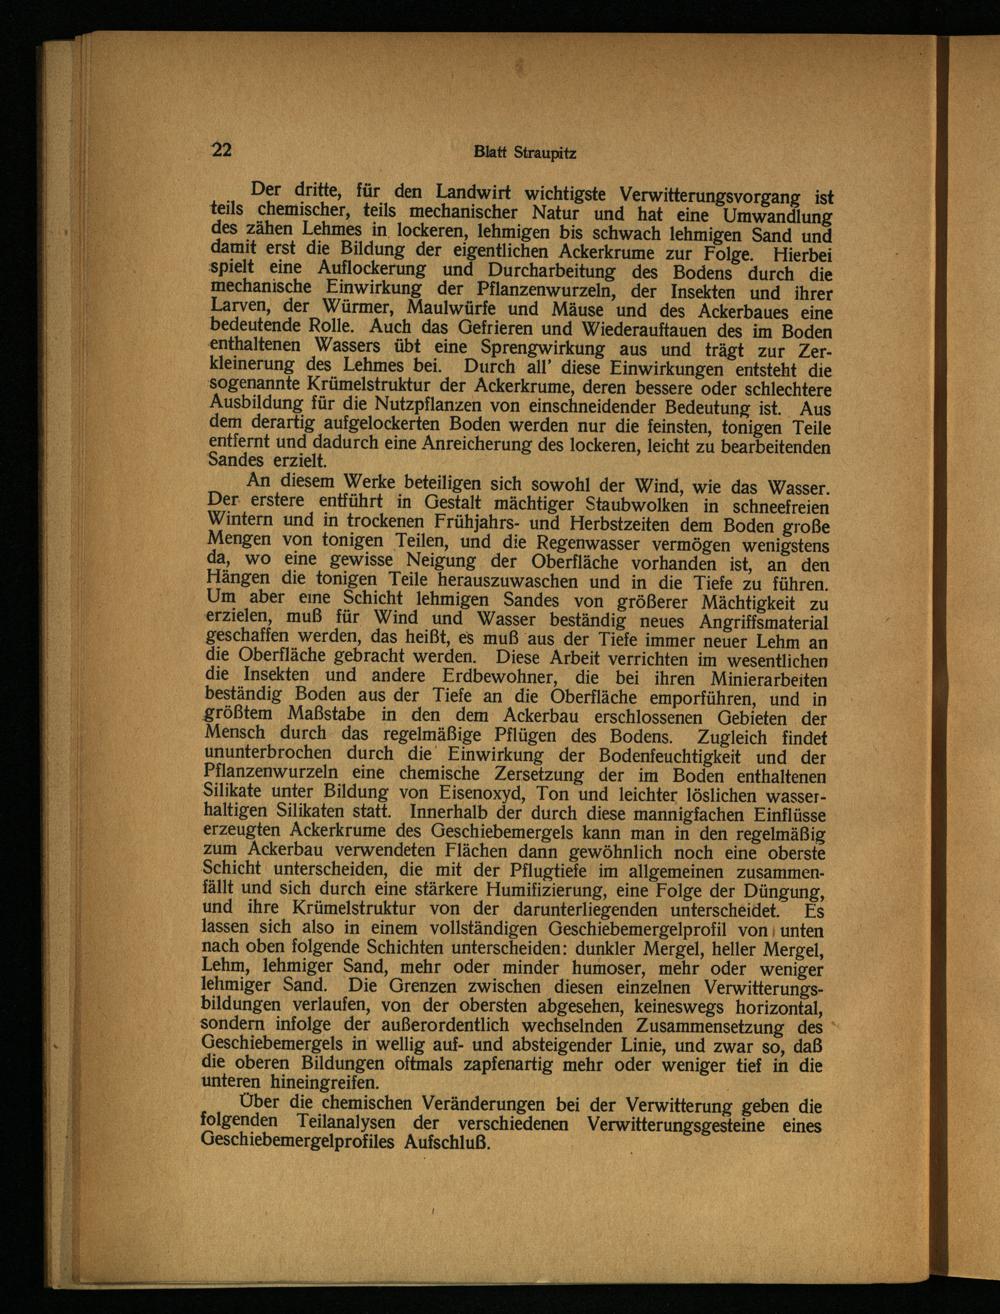 22
Blatt Straupitz
Der dritte, für den Landwirt wichtigste Verwitterungsvorgang ist
teils chemischer, teils mechanischer Natur und hat eine Umwandlung
des zähen Lehmes in lockeren, lehmigen bis schwach lehmigen Sand und
damit erst die Bildung der eigentlichen Ackerkrume zur Folge. Hierbei
spielt eine Auflockerung und Durcharbeitung des Bodens durch die
mechanische Einwirkung der Pflanzenwurzeln, der Insekten und ihrer
Larven, der Würmer, Maulwürfe und Mäuse und des Ackerbaues eine
bedeutende Rolle. Auch das Gefrieren und Wiederauftauen des im Boden
enthaltenen Wassers übt eine Sprengwirkung aus und trägt zur Zer-
kleinerung des Lehmes bei. Durch all' diese Einwirkungen entsteht die
sogenannte Krümelstruktur der Ackerkrume, deren bessere oder schlechtere
Ausbildung für die Nutzpflanzen von einschneidender Bedeutung ist. Aus
dem derartig aufgelockerten Boden werden nur die feinsten, tonigen Teile
entfernt und dadurch eine Anreicherung des lockeren, leicht zu bearbeitenden
Sandes erzielt.
An diesem Werke beteiligen sich sowohl der Wind, wie das Wasser.
Der erstere entführt in Gestalt mächtiger Staubwolken in schneefreien
Wintern und in trockenen Frühjahrs- und Herbstzeiten dem Boden große
Mengen von tonigen Teilen, und die Regenwasser vermögen wenigstens
da, wo eine gewisse Neigung der Oberfläche vorhanden ist, an den
Hängen die tonigen Teile herauszuwaschen und in die Tiefe zu führen.
Um aber eine Schicht lehmigen Sandes von größerer Mächtigkeit zu
erzielen, muß für Wind und Wasser beständig neues Angriffsmaterial
geschaffen werden, das heißt, es muß aus der Tiefe immer neuer Lehm an
die Oberfläche gebracht werden. Diese Arbeit verrichten im wesentlichen
die Insekten und andere Erdbewohner, die bei ihren Minierarbeiten
beständig Boden aus der Tiefe an die Oberfläche emporführen, und in
größtem Maßstabe in den dem Ackerbau erschlossenen Gebieten der
Mensch durch das regelmäßige Pflügen des Bodens. Zugleich findet
ununterbrochen durch die Einwirkung der Bodenfeuchtigkeit und der
Pflanzenwurzeln eine chemische Zersetzung der im Boden enthaltenen
Silikate unter Bildung von Eisenoxyd, Ton und leichter löslichen wasser-
haltigen Silikaten statt. Innerhalb der durch diese mannigfachen Einflüsse
erzeugten Ackerkrume des Geschiebemergels kann man in den regelmäßig
zum Ackerbau verwendeten Flächen dann gewöhnlich noch eine oberste
Schicht unterscheiden, die mit der Pflugtiefe im allgemeinen zusammen-
fällt und sich durch eine stärkere Humifizierung, eine Folge der Düngung,
und ihre Krümelstruktur von der darunterliegenden unterscheidet. Es
lassen sich also in einem vollständigen Geschiebemergelprofil von unten
nach oben folgende Schichten unterscheiden: dunkler Mergel, heller Mergel,
Lehm, lehmiger Sand, mehr oder minder humoser, mehr oder weniger
lehmiger Sand. Die Grenzen zwischen diesen einzelnen Verwitterungs-
bildungen verlaufen, von der obersten abgesehen, keineswegs horizontal,
sondern infolge der außerordentlich wechselnden Zusammensetzung des
Geschiebemergels in wellig auf- und absteigender Linie, und zwar so, daß
die oberen Bildungen oftmals zapfenartig mehr oder weniger tief in die
unteren hineingreifen.
Über die chemischen Veränderungen bei der Verwitterung geben die
folgenden Teilanalysen der verschiedenen Verwitterungsgesteine eines
Geschiebemergelprofiles Aufschluß.